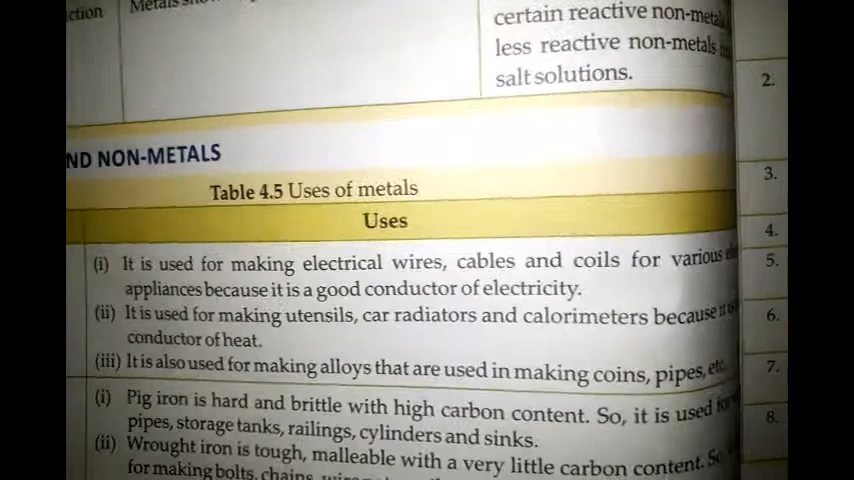 certain reactive non-metal
less reactive non-metals
salt solutions.
ND NON-METALS
Table 4.5 Uses of metals
Uses
(i) It is used for making electrical wires, cables and coils for various
appliances because it is a good conductor of electricity.
(ii) It is used for making utensils, car radiators and calorimeters because it is
conductor of heat.
(iii) It is also used for making alloys that are used in making coins, pipes, etc.
(i) Pig iron is hard and brittle with high carbon content. So, it is used for
pipes, storage tanks, railings, cylinders and sinks.
(ii) Wrought iron is tough, malleable with a very little carbon content. So
for making bolts, chains,
2.
3.
4.
5.
6.
7.
8.